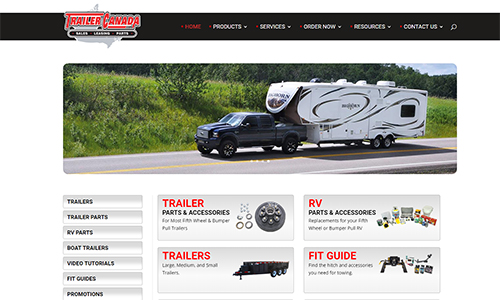 TRAILER CANADA
SALES · LEASING · PARTS
HOME
PRODUCTS
SERVICES
ORDER NOW
RESOURCES
CONTACT US
BIGHORN
BIGHORN
TRAILERS
TRAILER PARTS
RV PARTS
BOAT TRAILERS
VIDEO TUTORIALS
FIT GUIDES
PROMOTIONS
TRAILER
PARTS & ACCESSORIES
For Most Fifth Wheel & Bumper
Pull Trailers
RV
PARTS & ACCESSORIES
Replacements for your Fifth
Wheel or Bumper Pull RV
TRAILERS
Large, Medium, and Small
Trailers.
FIT GUIDE
Find the hitch and accessories
you need for towing.